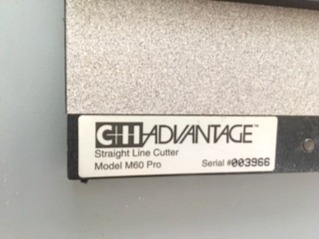 C+H ADVANTAGE™
Straight Line Cutter
Model M60 Pro Serial #003966